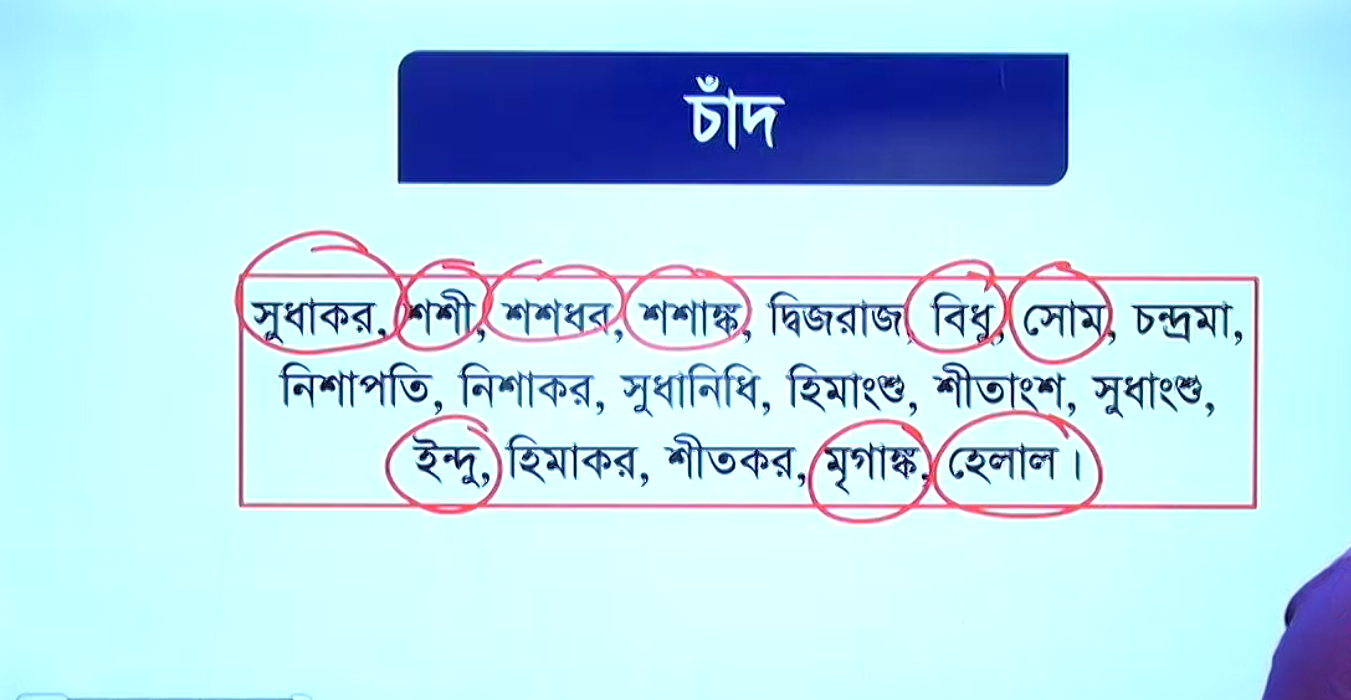 চাঁদ
সুধাকর, শশী, শশধর, শশাঙ্ক, দ্বিজরাজ, বিধু, সোম, চন্দ্রমা,
নিশাপতি, নিশাকর, সুধানিধি, হিমাংশু, শীতাংশ, সুধাংশু,
ইন্দু, হিমাকর, শীতকর, মৃগাঙ্ক, হেলাল।